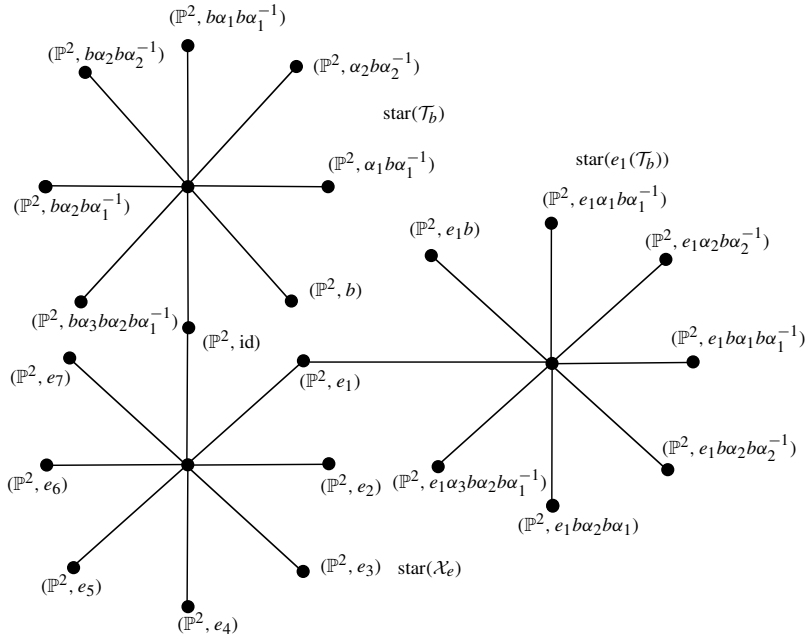 (ℙ², bα₁bα₁⁻¹)
(ℙ², bα₂bα₂⁻¹)
(ℙ², α₂bα₂⁻¹)
star(𝒯_b)
(ℙ², α₁bα₁⁻¹)
(ℙ², bα₂bα₁⁻¹)
(ℙ², b)
(ℙ², bα₃bα₂bα₁⁻¹)
(ℙ², id)
star(e₁(𝒯_b))
(ℙ², e₁α₁bα₁⁻¹)
(ℙ², e₁b)
(ℙ², e₁α₂bα₂⁻¹)
(ℙ², e₁bα₁bα₁⁻¹)
(ℙ², e₁bα₂bα₂⁻¹)
(ℙ², e₁α₃bα₂bα₁⁻¹)
(ℙ², e₁bα₂bα₁)
(ℙ², e₇)
(ℙ², e₁)
(ℙ², e₆)
(ℙ², e₂)
(ℙ², e₅)
(ℙ², e₃)
star(𝒳_e)
(ℙ², e₄)